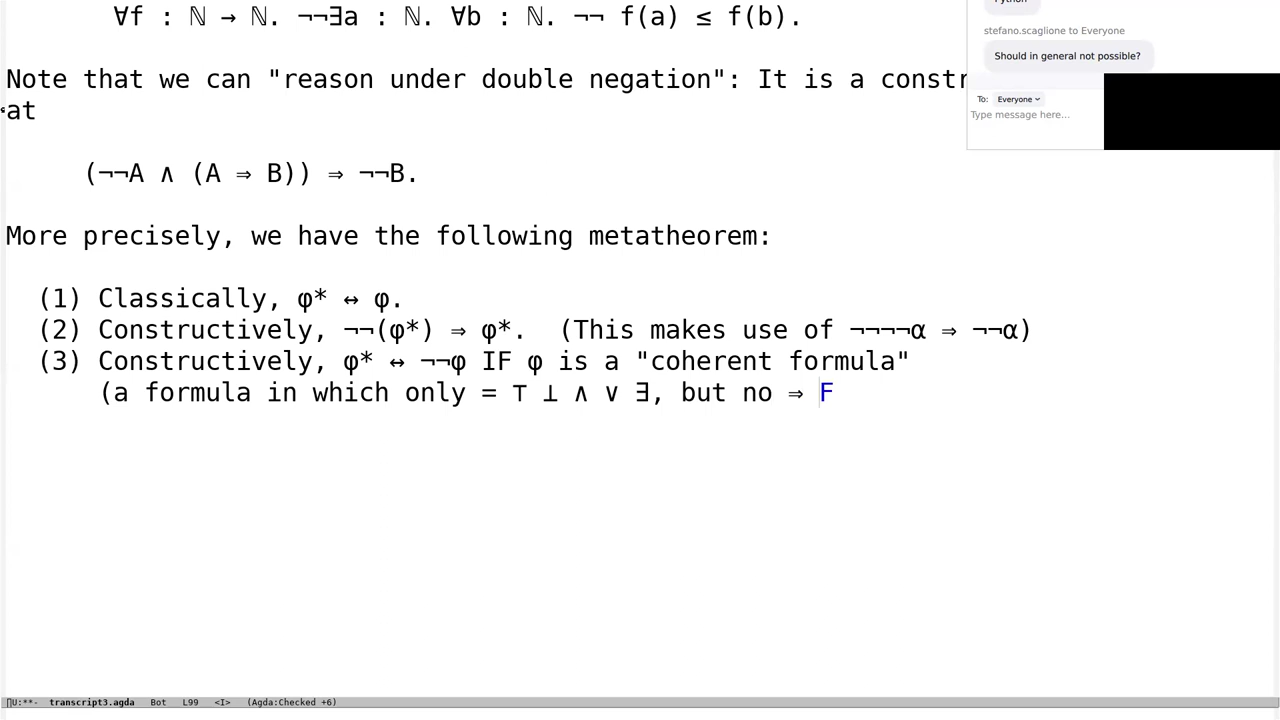 ∀f : ℕ → ℕ. ¬¬∃a : ℕ. ∀b : ℕ. ¬¬ f(a) ≤ f(b).
stefano.scaglione to Everyone
Should in general not possible?
Note that we can "reason under double negation": It is a constr
at
To: Everyone
Type message here...
(¬¬A ∧ (A ⇒ B)) ⇒ ¬¬B.
More precisely, we have the following metatheorem:
(1) Classically, φ* ↔ φ.
(2) Constructively, ¬¬(φ*) ⇒ φ*.  (This makes use of ¬¬¬¬α ⇒ ¬¬α)
(3) Constructively, φ* ↔ ¬¬φ IF φ is a "coherent formula"
(a formula in which only = ⊤ ⊥ ∧ ∨ ∃, but no ⇒ F
U:**-  transcript3.agda   Bot   L99   <I>   (Agda:Checked +6)